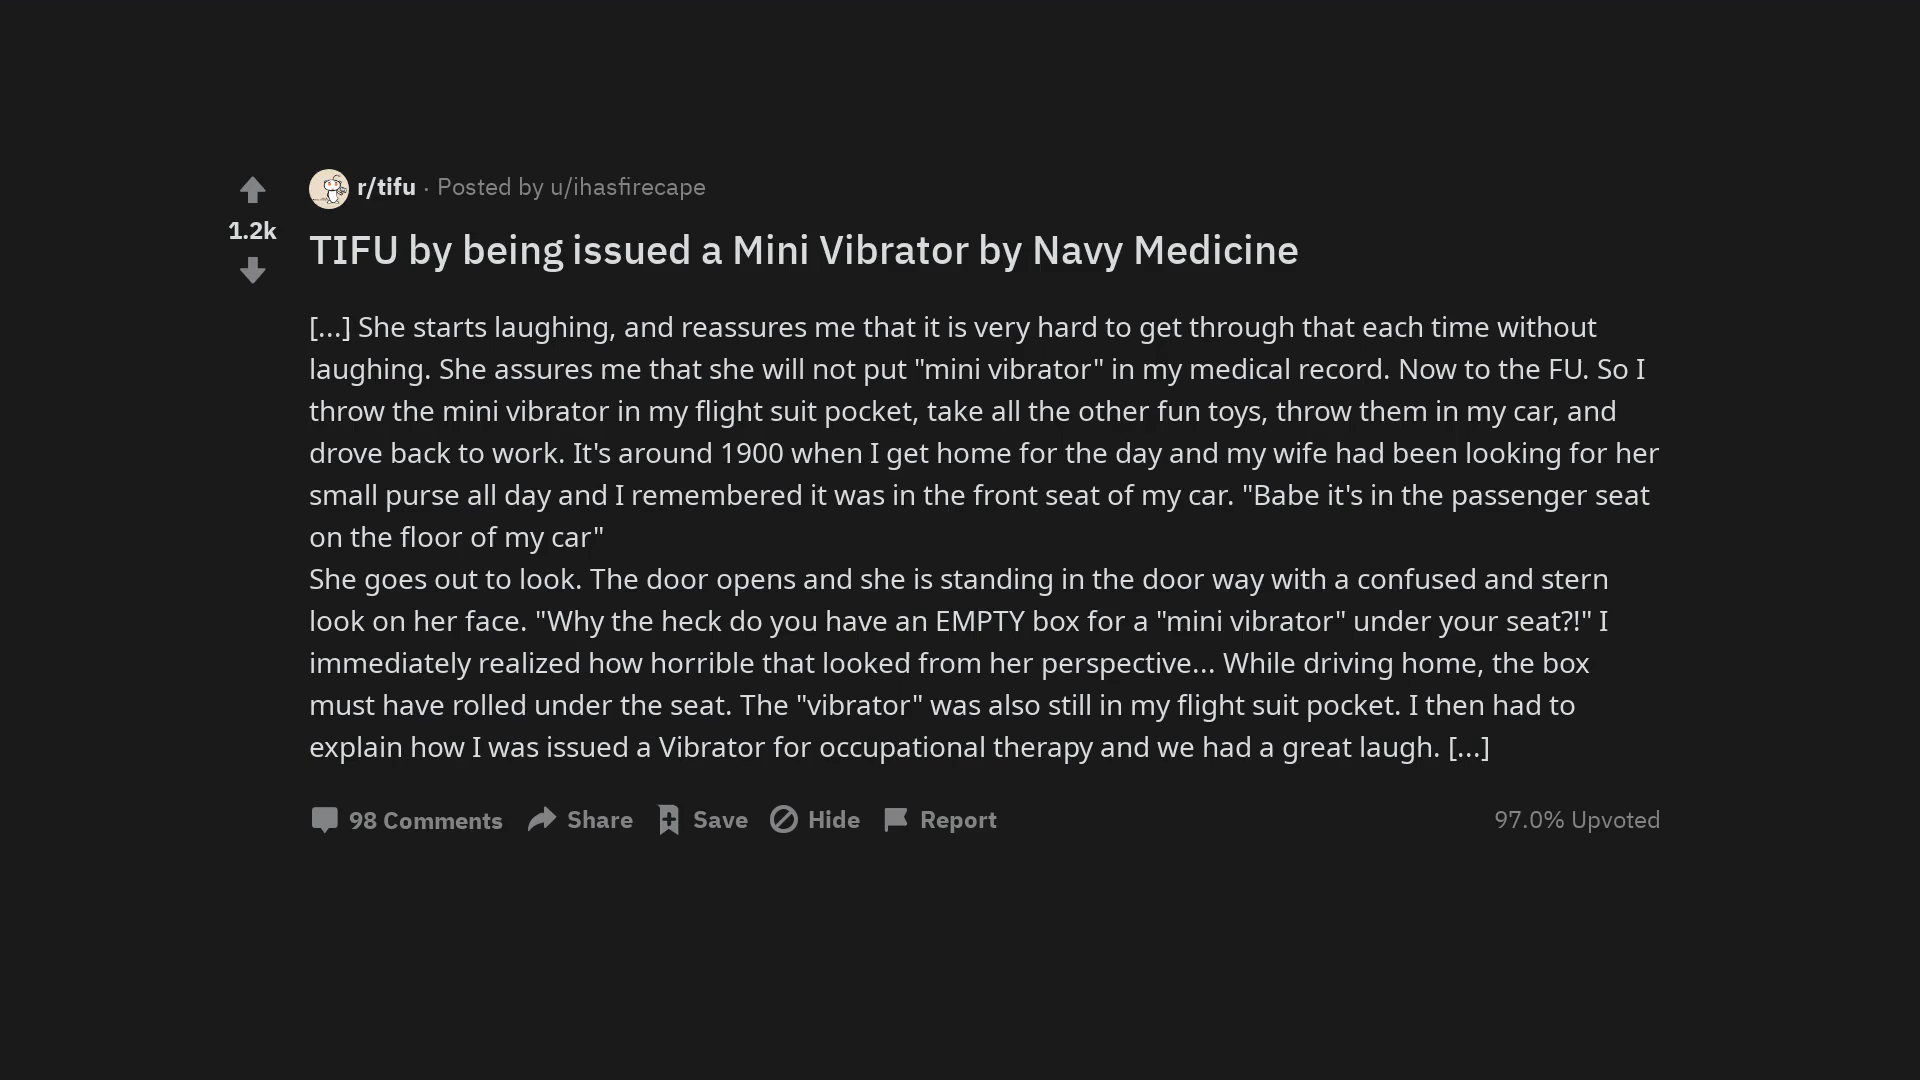 r/tifu · Posted by u/ihasfirecape
1.2k
TIFU by being issued a Mini Vibrator by Navy Medicine
[...] She starts laughing, and reassures me that it is very hard to get through that each time without
laughing. She assures me that she will not put "mini vibrator" in my medical record. Now to the FU. So I
throw the mini vibrator in my flight suit pocket, take all the other fun toys, throw them in my car, and
drove back to work. It's around 1900 when I get home for the day and my wife had been looking for her
small purse all day and I remembered it was in the front seat of my car. "Babe it's in the passenger seat
on the floor of my car"
She goes out to look. The door opens and she is standing in the door way with a confused and stern
look on her face. "Why the heck do you have an EMPTY box for a "mini vibrator" under your seat?!" I
immediately realized how horrible that looked from her perspective... While driving home, the box
must have rolled under the seat. The "vibrator" was also still in my flight suit pocket. I then had to
explain how I was issued a Vibrator for occupational therapy and we had a great laugh. [...]
98 Comments Share Save Hide Report 97.0% Upvoted